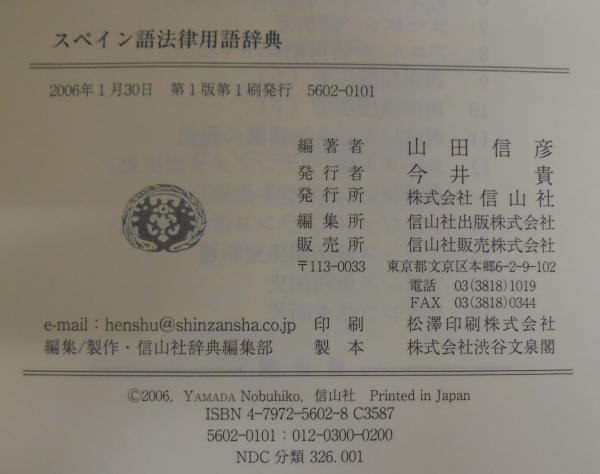 スペイン語法律用語辞典
2006年1月30日 第1版第1刷発行 5602-0101
編著者 山田信彦
発行者 今井貴
発行所 株式会社 信山社
編集所 信山社出版株式会社
販売所 信山社販売株式会社
〒113-0033 東京都文京区本郷6-2-9-102
電話 03(3818)1019
FAX 03(3818)0344
e-mail : henshu@shinzansha.co.jp 印刷 松澤印刷株式会社
編集/製作・信山社辞典編集部 製本 株式会社渋谷文泉閣
©2006, YAMADA Nobuhiko, 信山社 Printed in Japan
ISBN 4-7972-5602-8 C3587
5602-0101 : 012-0300-0200
NDC 分類 326.001